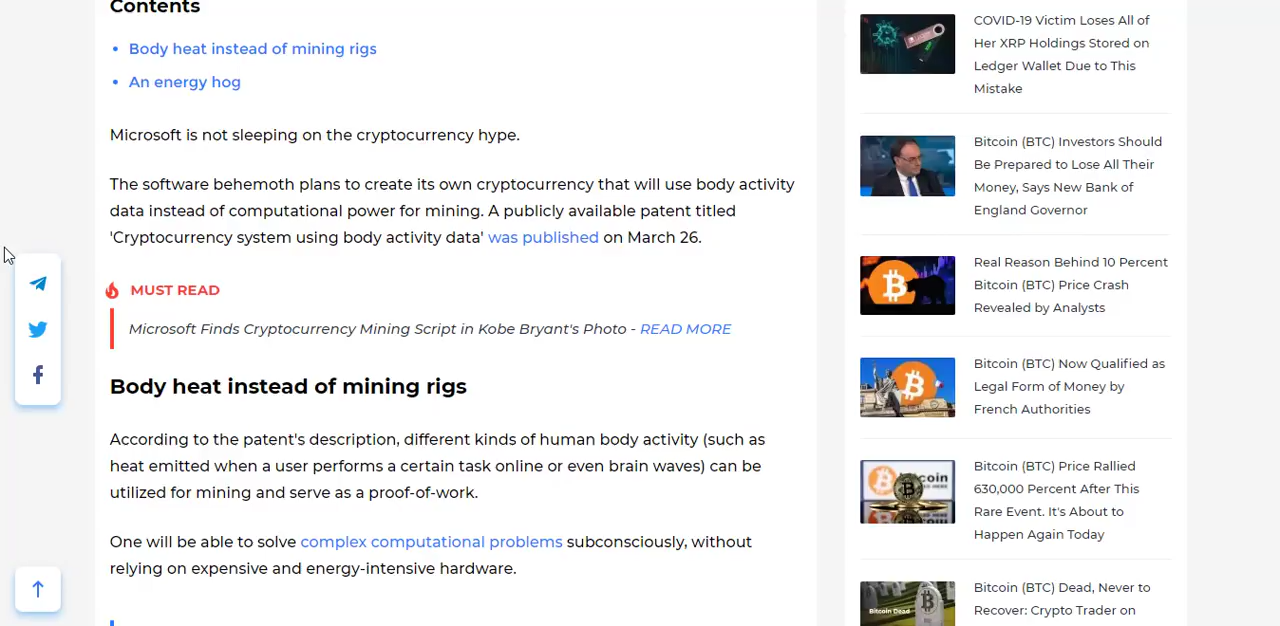 Contents
Body heat instead of mining rigs
An energy hog
Microsoft is not sleeping on the cryptocurrency hype.
The software behemoth plans to create its own cryptocurrency that will use body activity
data instead of computational power for mining. A publicly available patent titled
'Cryptocurrency system using body activity data' was published on March 26.
MUST READ
Microsoft Finds Cryptocurrency Mining Script in Kobe Bryant's Photo - READ MORE
Body heat instead of mining rigs
According to the patent's description, different kinds of human body activity (such as
heat emitted when a user performs a certain task online or even brain waves) can be
utilized for mining and serve as a proof-of-work.
One will be able to solve complex computational problems subconsciously, without
relying on expensive and energy-intensive hardware.
COVID-19 Victim Loses All of
Her XRP Holdings Stored on
Ledger Wallet Due to This
Mistake
Bitcoin (BTC) Investors Should
Be Prepared to Lose All Their
Money, Says New Bank of
England Governor
Real Reason Behind 10 Percent
Bitcoin (BTC) Price Crash
Revealed by Analysts
Bitcoin (BTC) Now Qualified as
Legal Form of Money by
French Authorities
coin
Bitcoin (BTC) Price Rallied
630,000 Percent After This
Rare Event. It's About to
Happen Again Today
Bitcoin Dead
Bitcoin (BTC) Dead, Never to
Recover: Crypto Trader on